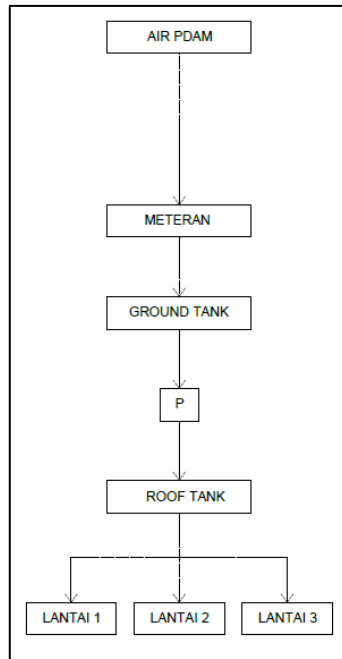 AIR PDAM
METERAN
GROUND TANK
P
ROOF TANK
LANTAI 1
LANTAI 2
LANTAI 3